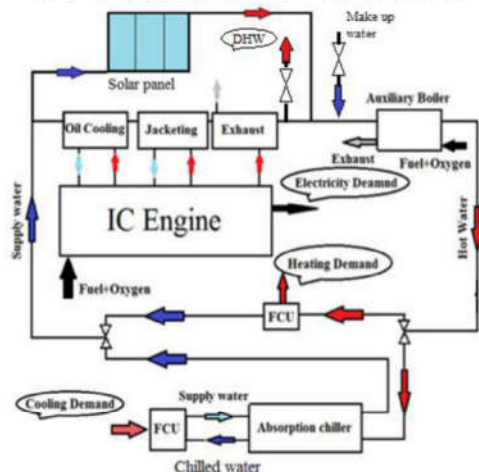 Make up
water
DHW
Solar panel
Auxiliary Boiler
Oil Cooling
Jacketing
Exhaust
Exhaust
Fuel+Oxygen
Electricity Deamnd
IC Engine
Supply water
Hot Water
Heating Demand
Fuel+Oxygen
FCU
Supply water
Cooling Demand
FCU
Absorption chiller
Chilled water